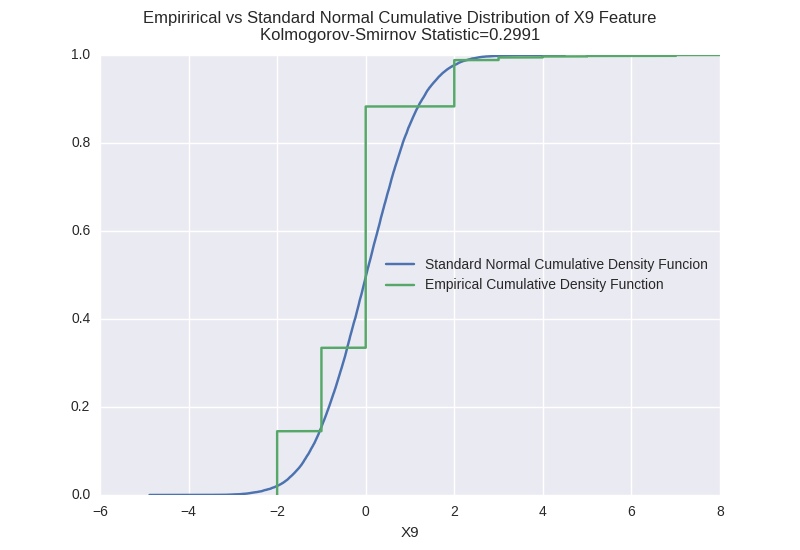 Empririrical vs Standard Normal Cumulative Distribution of X9 Feature
Kolmogorov-Smirnov Statistic=0.2991
1.0
0.8
0.6
0.4
0.2
0.0
Standard Normal Cumulative Density Funcion
Empirical Cumulative Density Function
−6 −4 −2 0 2 4 6 8
X9